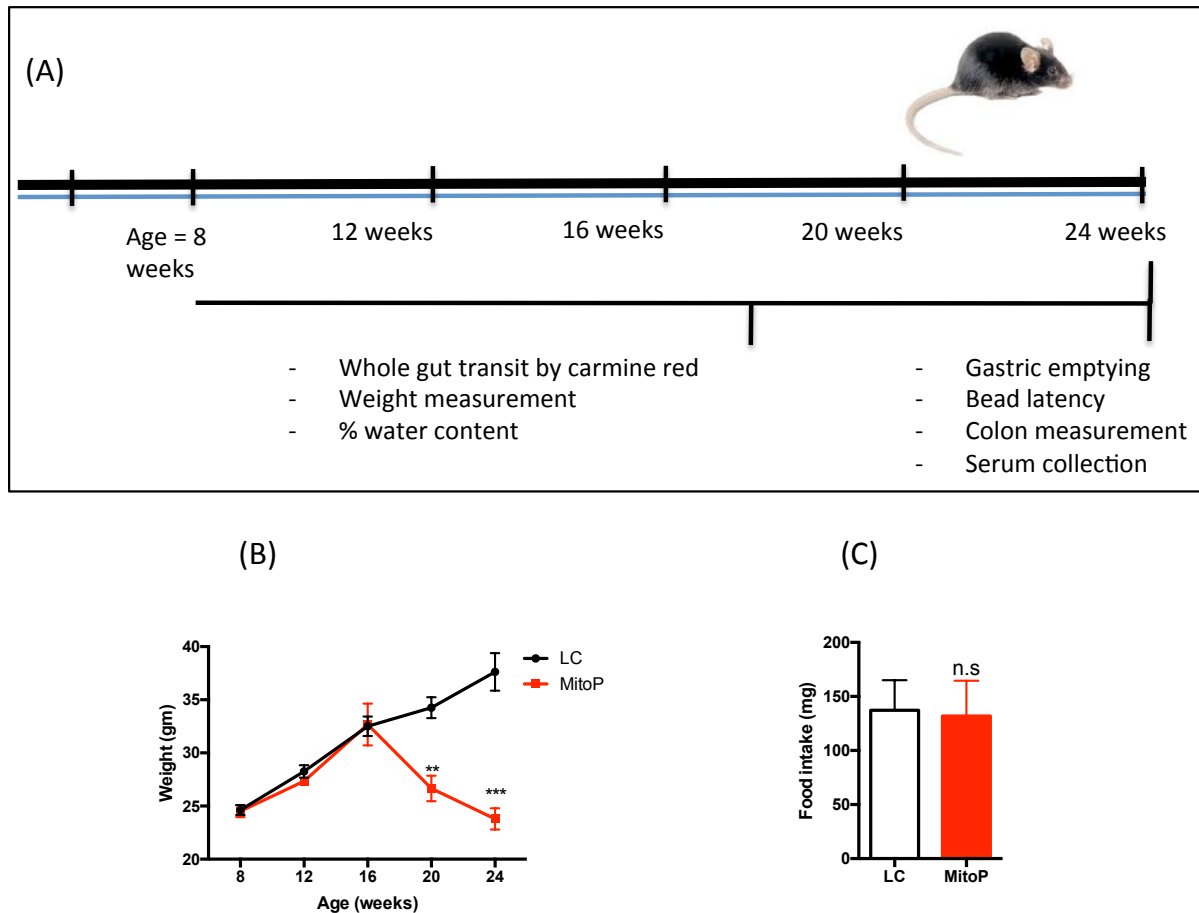 (A)
Age = 8
weeks
12 weeks
16 weeks
20 weeks
24 weeks
- Whole gut transit by carmine red
- Weight measurement
- % water content
- Gastric emptying
- Bead latency
- Colon measurement
- Serum collection
(B)
40
35
30
25
20
Weight (gm)
8 12 16 20 24
Age (weeks)
**
***
LC
MitoP
(C)
200
150
100
50
0
Food intake (mg)
n.s
LC MitoP